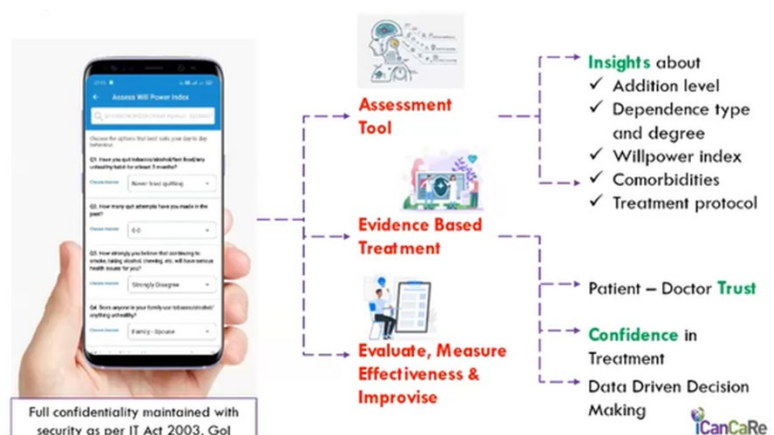 Assess Will Power Index
Choose the options that best suits your day to day
behaviour
Q1. Have you quit tobacco/alcohol/fast food/any
unhealthy habit for at least 3 months?
Never tried quitting
Q2. How many quit attempts have you made in the
past?
Q3. How strongly you believe that continuing to
smoke, taking alcohol, chewing, etc. will have serious
health issues for you?
Strongly Disagree
Q4. Does anyone in your family use tobacco/alcohol/
anything unhealthy?
Family - Spouse
Full confidentiality maintained with
security as per IT Act 2003, GoI
Assessment
Tool
Evidence Based
Treatment
Evaluate, Measure
Effectiveness &
Improvise
Insights about
✓ Addition level
✓ Dependence type
and degree
✓ Willpower index
✓ Comorbidities
✓ Treatment protocol
Patient – Doctor Trust
Confidence in
Treatment
Data Driven Decision
Making
iCanCaRe